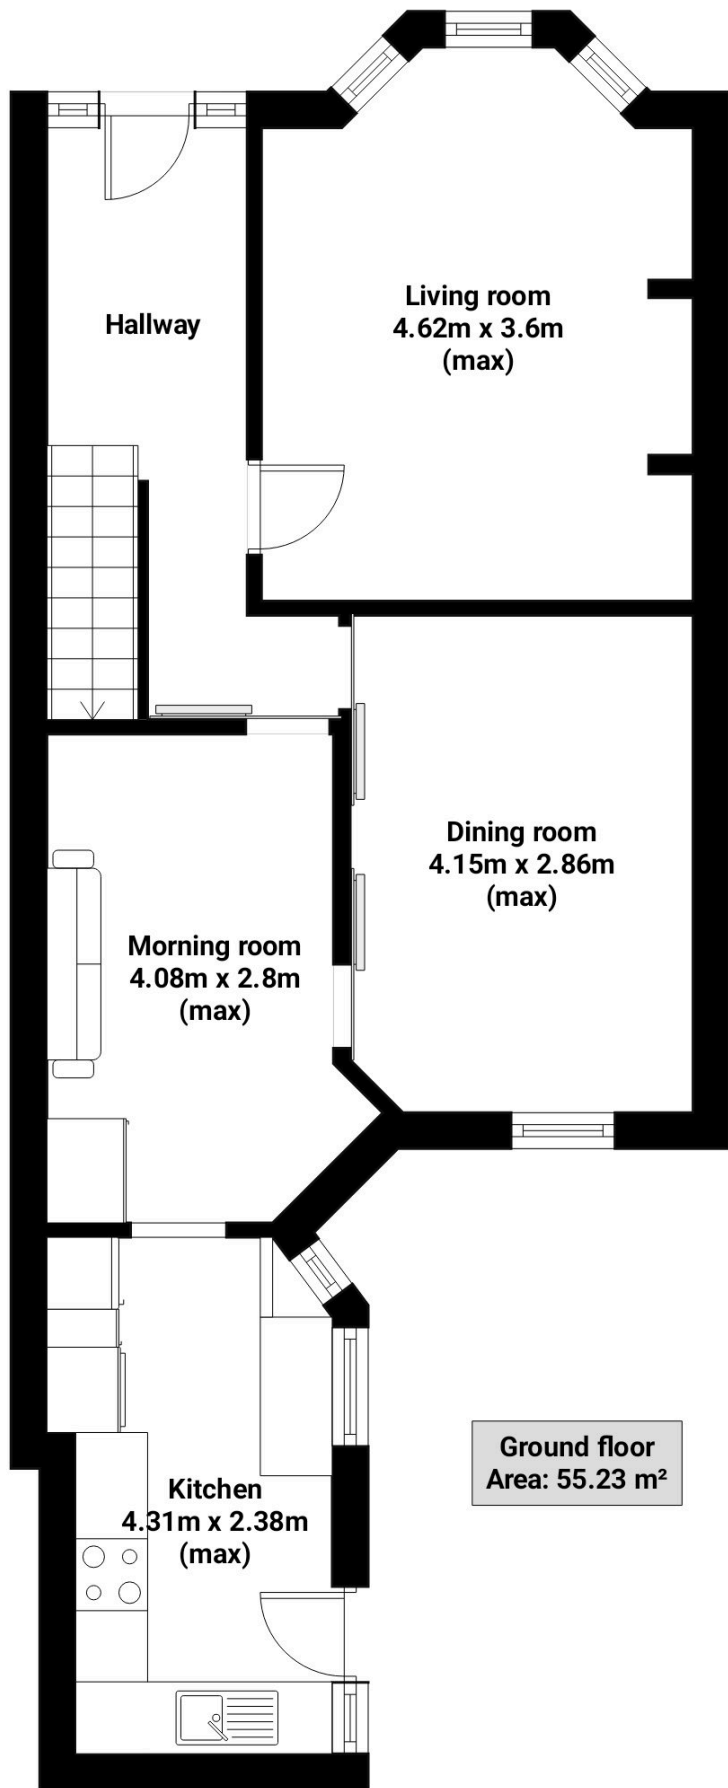 Living room
4.62m x 3.6m
(max)
Hallway
Dining room
4.15m x 2.86m
(max)
Morning room
4.08m x 2.8m
(max)
Ground floor
Area: 55.23 m²
Kitchen
4.31m x 2.38m
(max)